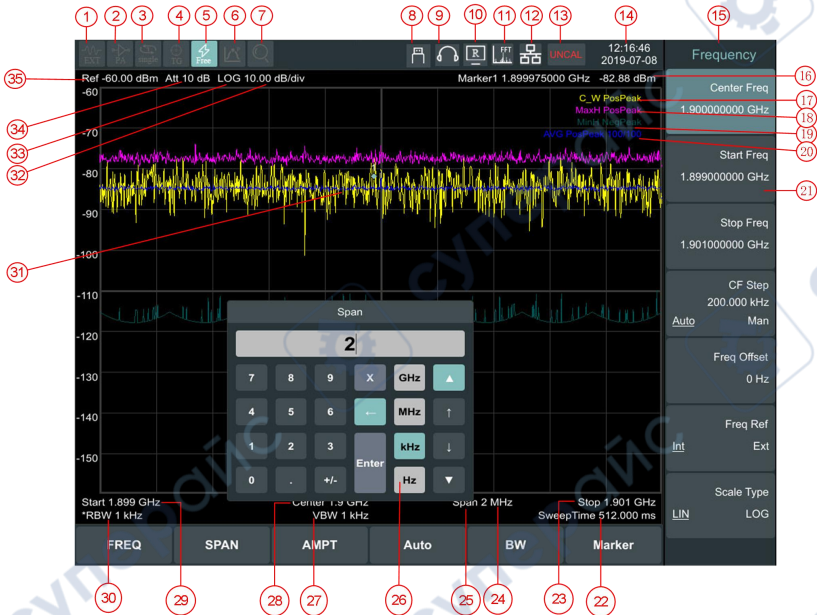 1 2 3 4 5 6 7 8 9 10 11 12 13 14 15
EXT PA single TG Free R FFT UNCAL 12:16:46
2019-07-08
Frequency
35 Ref -60.00 dBm Att 10 dB LOG 10.00 dB/div Marker1 1.899975000 GHz -82.88 dBm 16
-60
C_W PosPeak 17
MaxH PosPeak 18
MinH NegPeak 19
AVG PosPeak 100/100 20
34
33
32
-70
-80
-90
-100
31
-110
-120
-130
-140
-150
Center Freq
1.900000000 GHz
Start Freq
1.899000000 GHz
21
Stop Freq
1.901000000 GHz
CF Step
200.000 kHz
Auto Man
Freq Offset
0 Hz
Freq Ref
Int Ext
Scale Type
LIN LOG
Span
2
7 8 9 X GHz ▲
4 5 6 ← MHz ↑
1 2 3 Enter kHz ↓
0 . +/- Hz ▼
Start 1.899 GHz Center 1.9 GHz Span 2 MHz Stop 1.901 GHz
*RBW 1 kHz VBW 1 kHz SweepTime 512.000 ms
FREQ SPAN AMPT Auto BW Marker
30 29 28 27 26 25 24 23 22
суперайс
суперайс